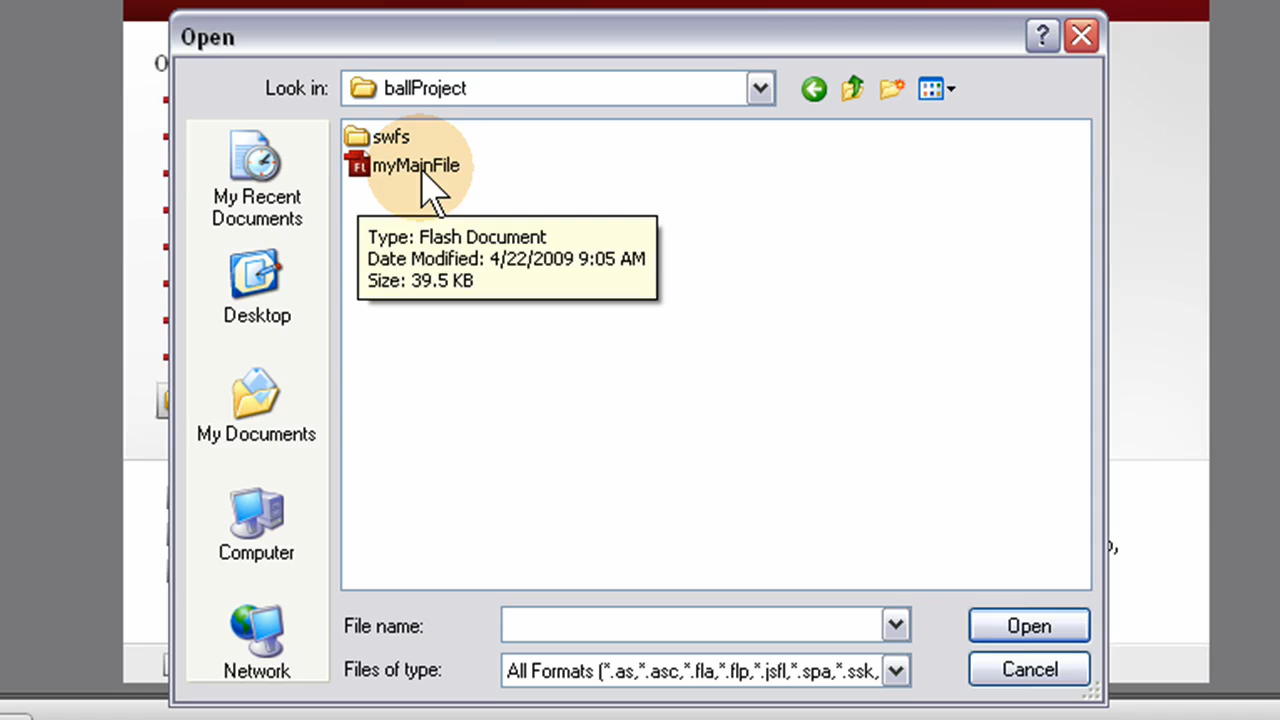 Open
Look in:
ballProject
swfs
FL
myMainFile
Type: Flash Document
Date Modified: 4/22/2009 9:05 AM
Size: 39.5 KB
My Recent
Documents
Desktop
My Documents
Computer
Network
File name:
Open
Files of type:
All Formats (*.as,*.asc,*.fla,*.flp,*.jsfl,*.spa,*.ssk,
Cancel